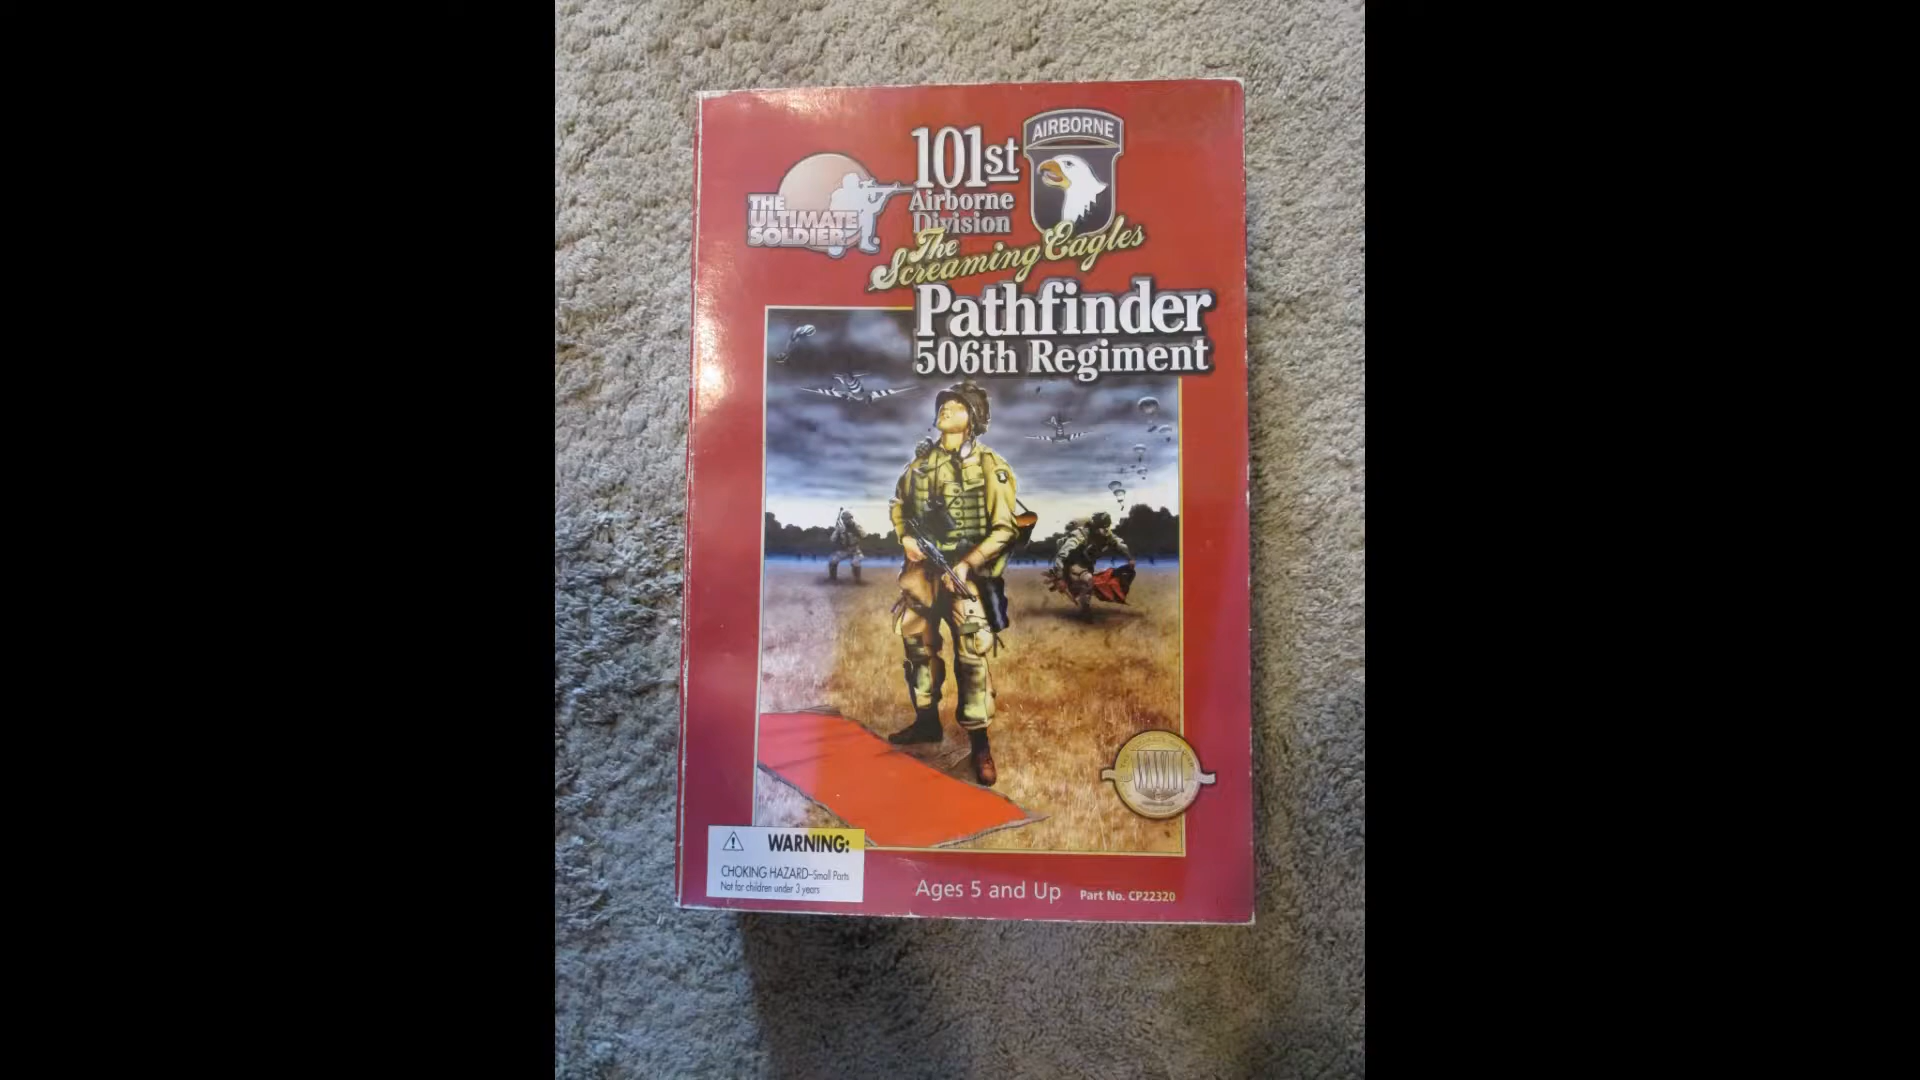 THE
ULTIMATE
SOLDIER
101st
Airborne
Division
AIRBORNE
The
Screaming Eagles
Pathfinder
506th Regiment
WARNING:
CHOKING HAZARD–Small Parts
Not for children under 3 years
Ages 5 and Up
Part No. CP22320